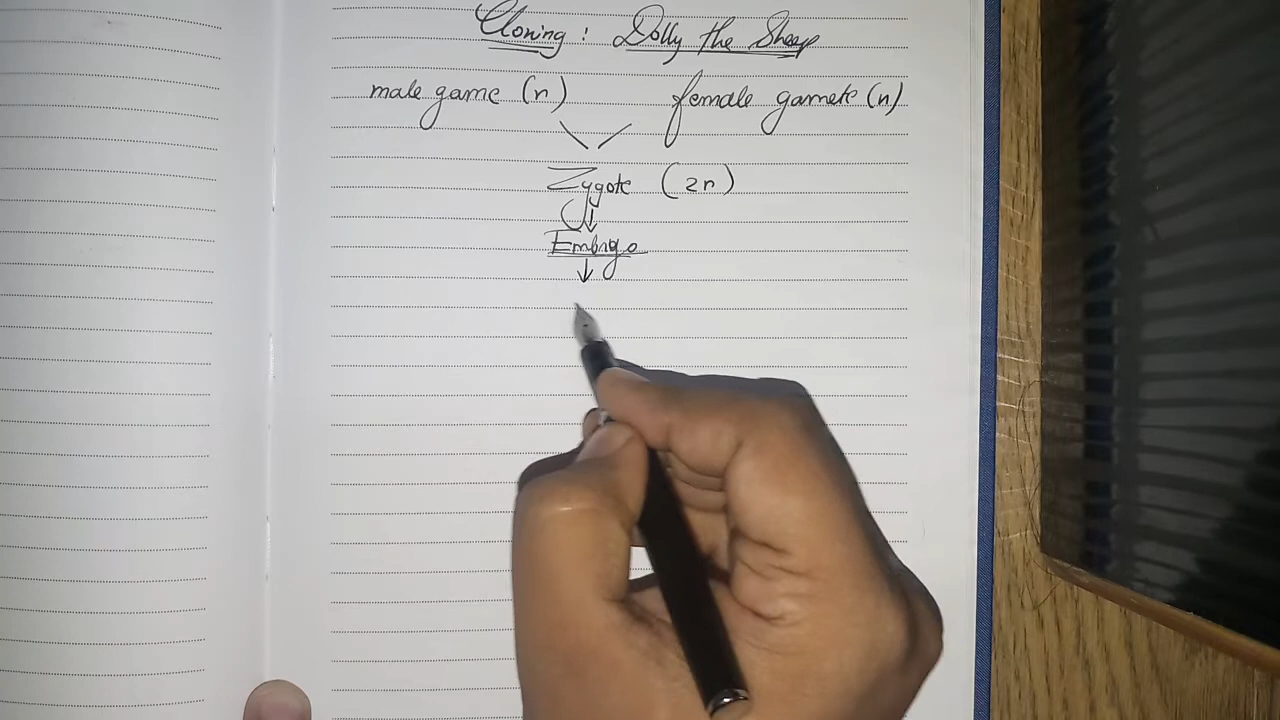 Cloning : Dolly the Sheep
male game (n) female gamete (n)
Zygote (2n)
Embryo